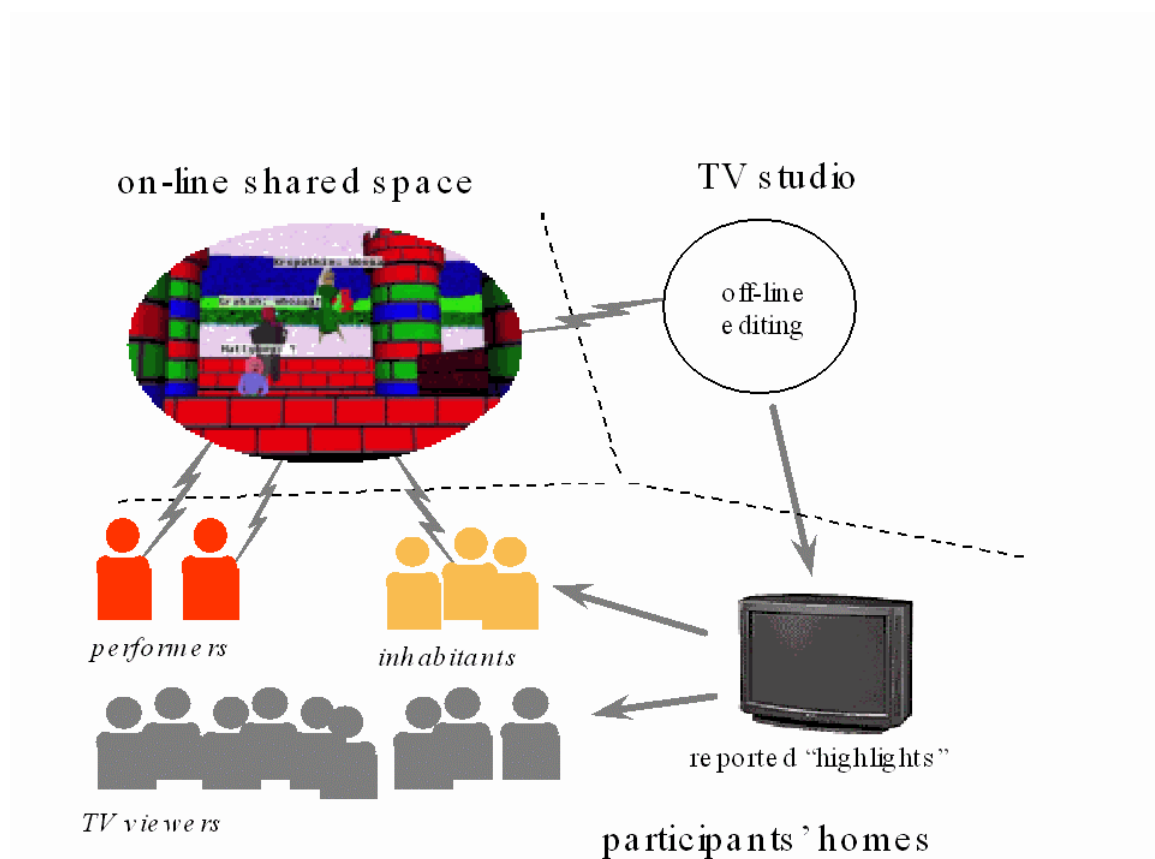 on-line shared space
TV studio
off-line
editing
performers
inhabitants
TV viewers
reported “highlights”
participants’ homes